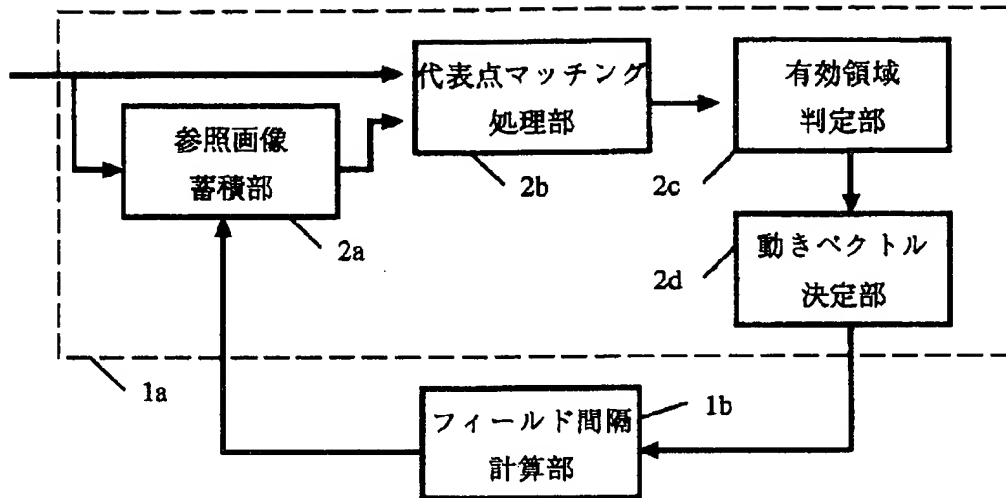 代表点マッチング
処理部
2b
有効領域
判定部
2c
参照画像
蓄積部
2a
動きベクトル
決定部
2d
1a
フィールド間隔
計算部
1b